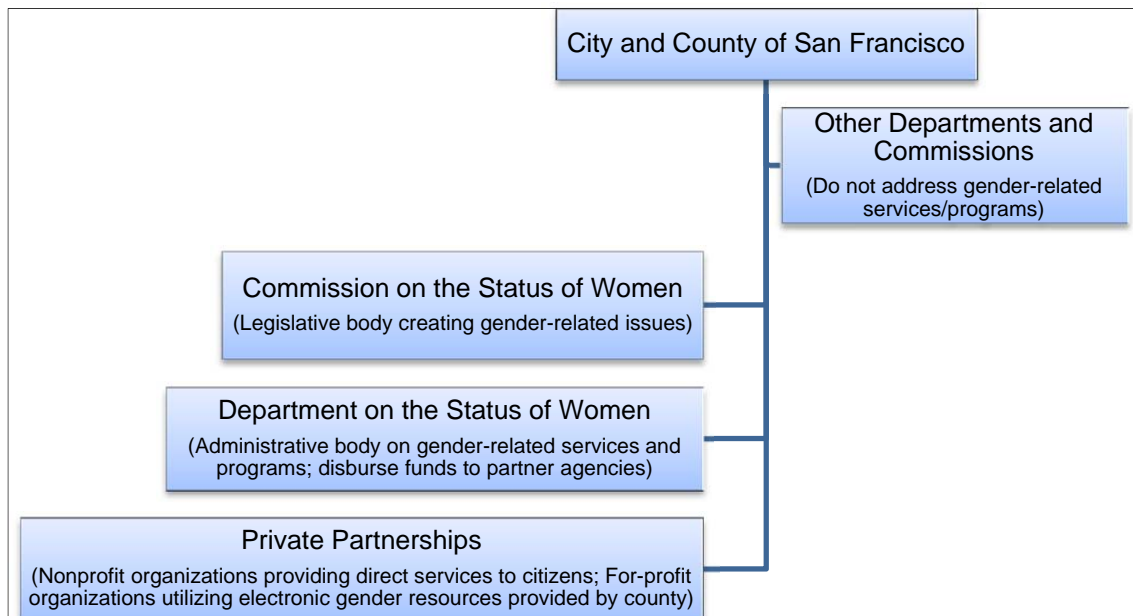 City and County of San Francisco
Other Departments and
Commissions
(Do not address gender-related
services/programs)
Commission on the Status of Women
(Legislative body creating gender-related issues)
Department on the Status of Women
(Administrative body on gender-related services and
programs; disburse funds to partner agencies)
Private Partnerships
(Nonprofit organizations providing direct services to citizens; For-profit
organizations utilizing electronic gender resources provided by county)